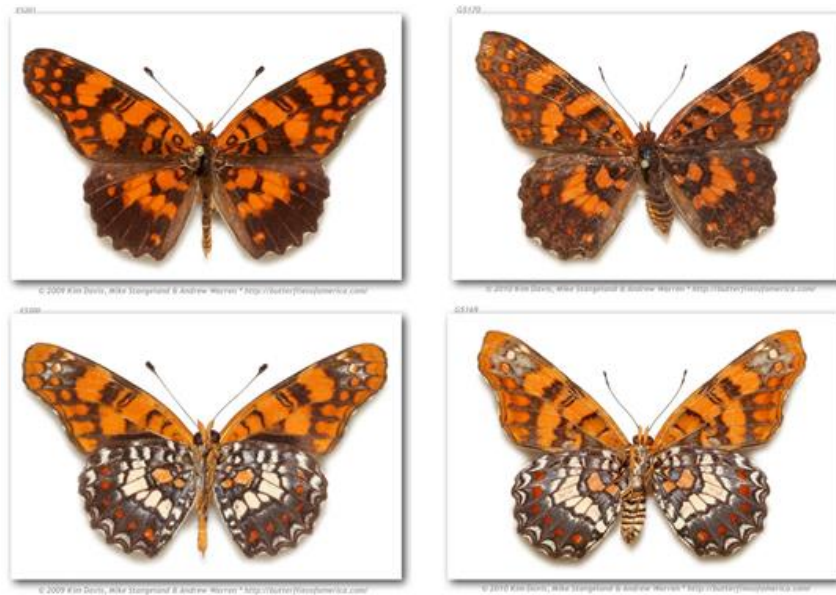 GS170
© 2009 Kim Davis, Mike Stangeland & Andrew Warren * http://butterfliesofamerica.com/
© 2010 Kim Davis, Mike Stangeland & Andrew Warren * http://butterfliesofamerica.com/
GS169
© 2009 Kim Davis, Mike Stangeland & Andrew Warren * http://butterfliesofamerica.com/
© 2010 Kim Davis, Mike Stangeland & Andrew Warren * http://butterfliesofamerica.com/